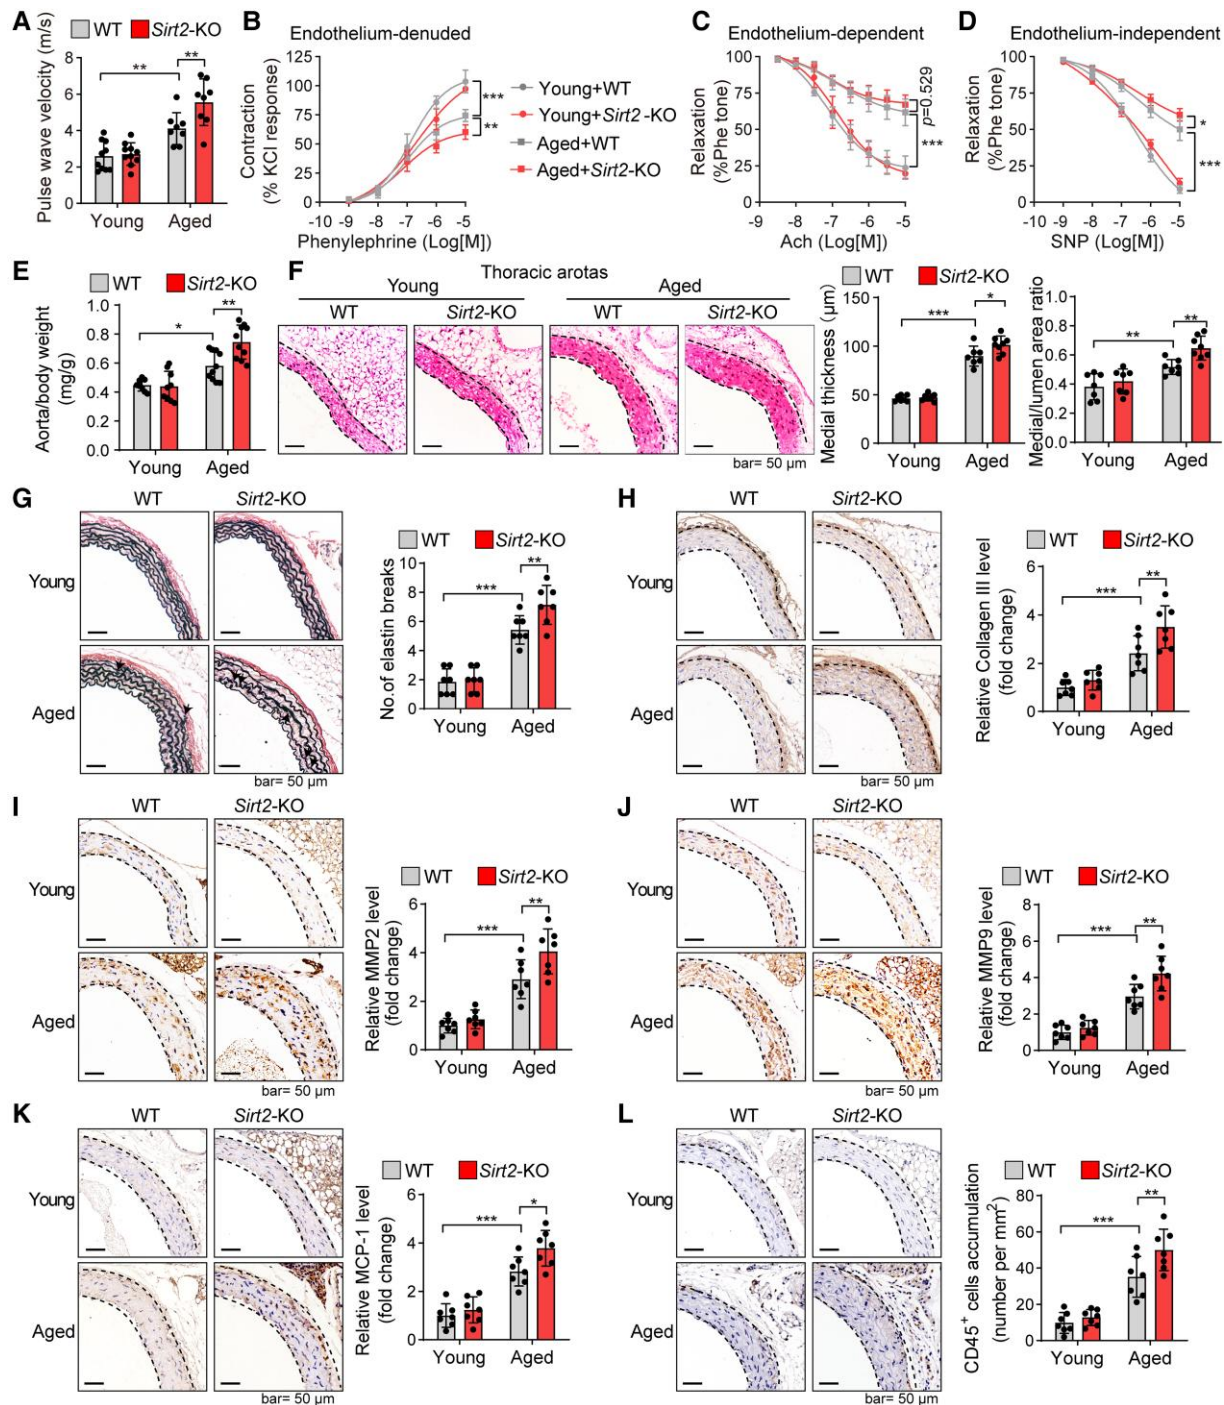 A
WT
Sirt2-KO
Pulse wave velocity (m/s)
8
6
4
2
0
**
**
Young
Aged
B
Endothelium-denuded
Contraction
(% KCl response)
125
100
75
50
25
0
***
**
-10 -9 -8 -7 -6 -5
Phenylephrine (Log[M])
Young+WT
Young+Sirt2-KO
Aged+WT
Aged+Sirt2-KO
C
Endothelium-dependent
Relaxation
(%Phe tone)
100
75
50
25
0
p=0.529
***
-9 -8 -7 -6 -5
Ach (Log[M])
D
Endothelium-independent
Relaxation
(%Phe tone)
100
75
50
25
0
*
***
-10 -9 -8 -7 -6 -5
SNP (Log[M])
E
WT
Sirt2-KO
Aorta/body weight
(mg/g)
1.0
0.8
0.6
0.4
0.2
0.0
*
**
Young
Aged
F
Thoracic arotas
Young
Aged
WT
Sirt2-KO
WT
Sirt2-KO
bar= 50 µm
WT
Sirt2-KO
Medial thickness (µm)
150
100
50
0
***
*
Young
Aged
Medial/lumen area ratio
1.0
0.8
0.6
0.4
0.2
0.0
**
**
Young
Aged
G
WT
Sirt2-KO
Young
Aged
bar= 50 µm
WT
Sirt2-KO
No.of elastin breaks
10
8
6
4
2
0
***
**
Young
Aged
H
WT
Sirt2-KO
Young
Aged
bar= 50 µm
WT
Sirt2-KO
Relative Collagen III level
(fold change)
6
4
2
0
***
**
Young
Aged
I
WT
Sirt2-KO
Young
Aged
bar= 50 µm
WT
Sirt2-KO
Relative MMP2 level
(fold change)
6
4
2
0
***
**
Young
Aged
J
WT
Sirt2-KO
Young
Aged
bar= 50 µm
WT
Sirt2-KO
Relative MMP9 level
(fold change)
8
6
4
2
0
***
**
Young
Aged
K
WT
Sirt2-KO
Young
Aged
bar= 50 µm
WT
Sirt2-KO
Relative MCP-1 level
(fold change)
6
4
2
0
***
*
Young
Aged
L
WT
Sirt2-KO
Young
Aged
bar= 50 µm
WT
Sirt2-KO
CD45⁺ cells accumulation
(number per mm²)
80
60
40
20
0
***
**
Young
Aged